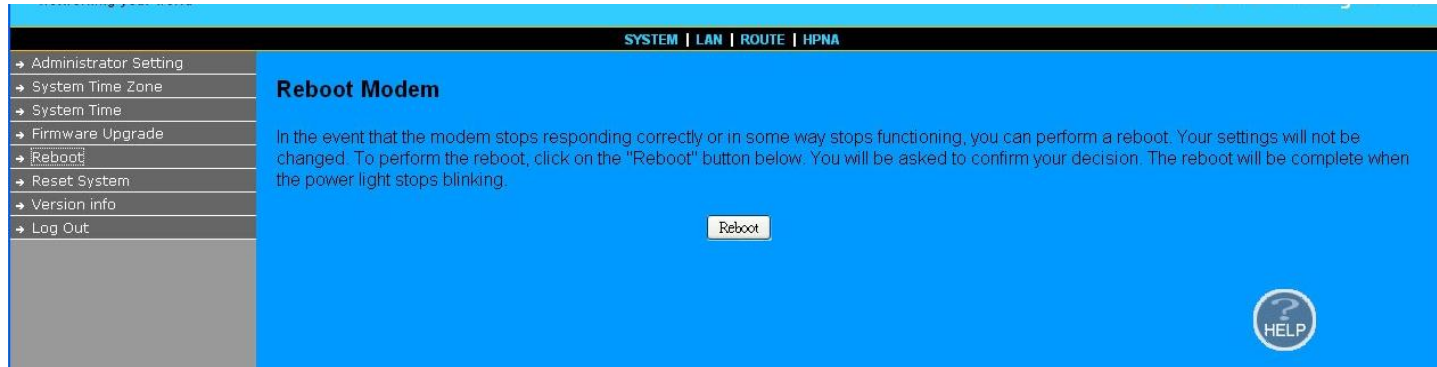 SYSTEM | LAN | ROUTE | HPNA
Administrator Setting
System Time Zone
System Time
Firmware Upgrade
Reboot
Reset System
Version info
Log Out
Reboot Modem
In the event that the modem stops responding correctly or in some way stops functioning, you can perform a reboot. Your settings will not be
changed. To perform the reboot, click on the "Reboot" button below. You will be asked to confirm your decision. The reboot will be complete when
the power light stops blinking.
Reboot
?
HELP